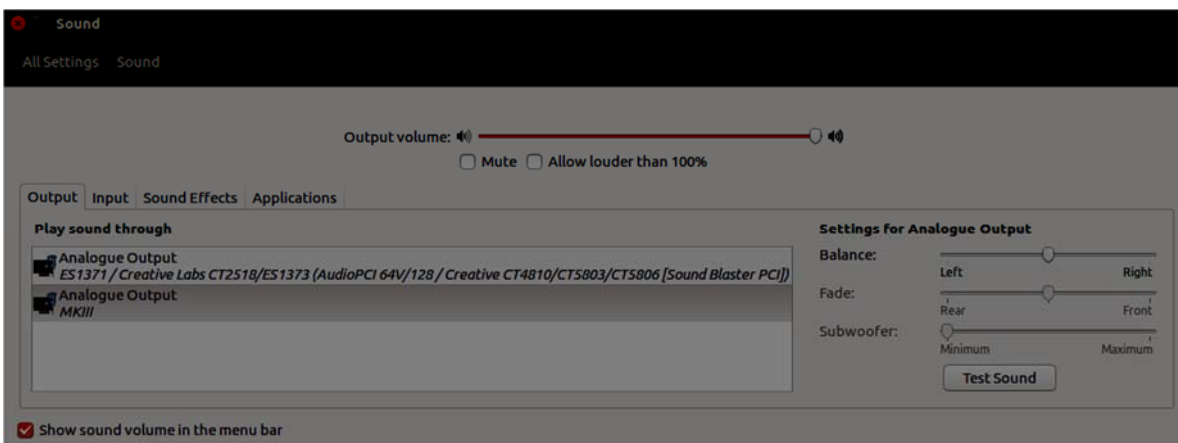 Sound
All Settings Sound
Output volume:
Mute Allow louder than 100%
Output Input Sound Effects Applications
Play sound through
Analogue Output
ES1371 / Creative Labs CT2518/ES1373 (AudioPCI 64V/128 / Creative CT4810/CT5803/CT5806 [Sound Blaster PCI])
Analogue Output
MKIII
Settings for Analogue Output
Balance:
Left Right
Fade:
Rear Front
Subwoofer:
Minimum Maximum
Test Sound
Show sound volume in the menu bar